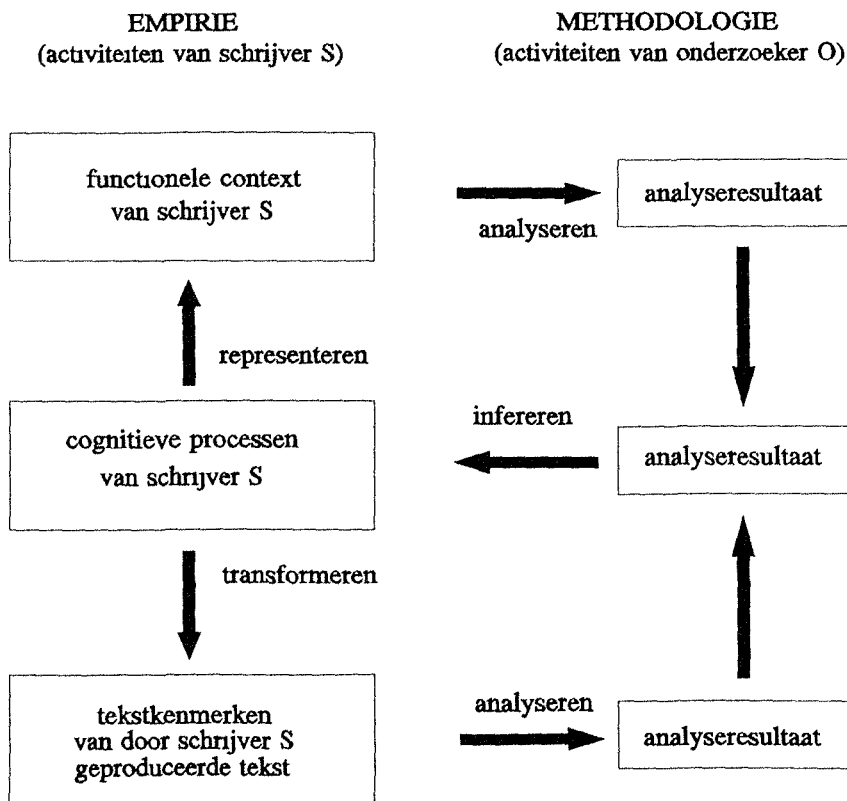 EMPIRIE
(activiteiten van schrijver S)
METHODOLOGIE
(activiteiten van onderzoeker O)
functionele context
van schrijver S
analyseren
analyseresultaat
representeren
cognitieve processen
van schrijver S
infereren
analyseresultaat
transformeren
tekstkenmerken
van door schrijver S
geproduceerde tekst
analyseren
analyseresultaat